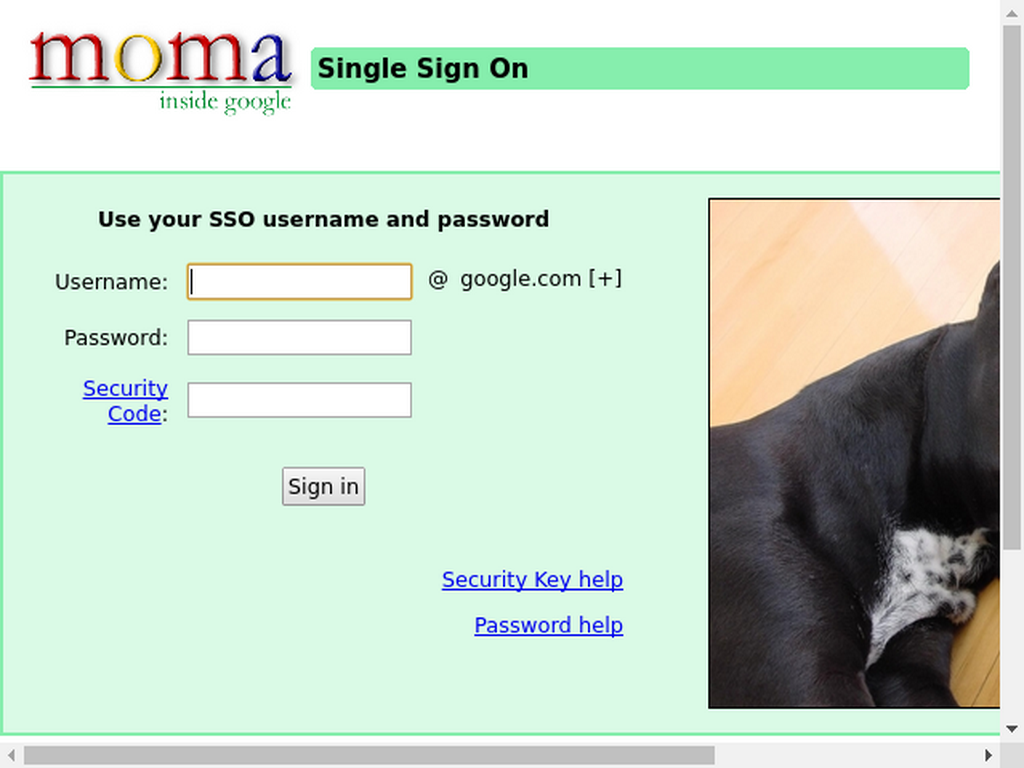 moma
inside google
Single Sign On
Use your SSO username and password
Username:
@ google.com [+]
Password:
Security
Code:
Sign in
Security Key help
Password help